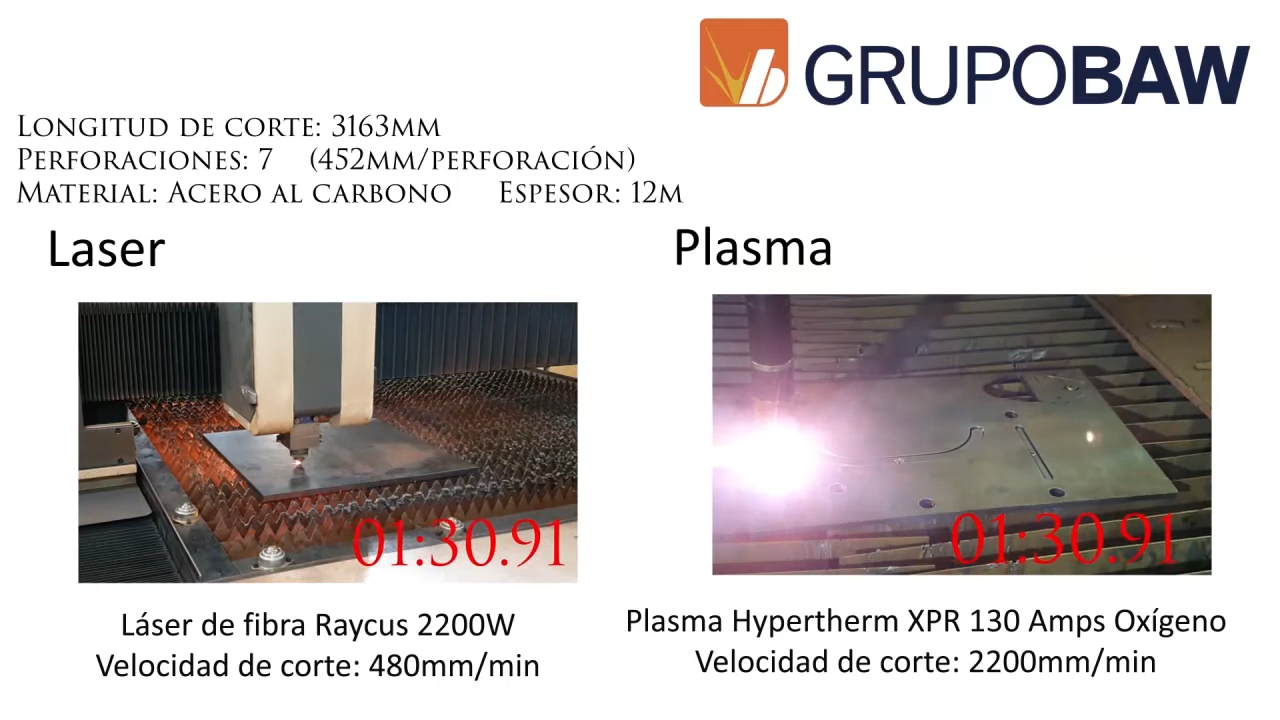 GRUPOBAW
Longitud de corte: 3163mm
Perforaciones: 7 (452mm/perforación)
Material: Acero al carbono Espesor: 12m
Laser
Plasma
01:30.91
01:30.91
Láser de fibra Raycus 2200W
Velocidad de corte: 480mm/min
Plasma Hypertherm XPR 130 Amps Oxígeno
Velocidad de corte: 2200mm/min